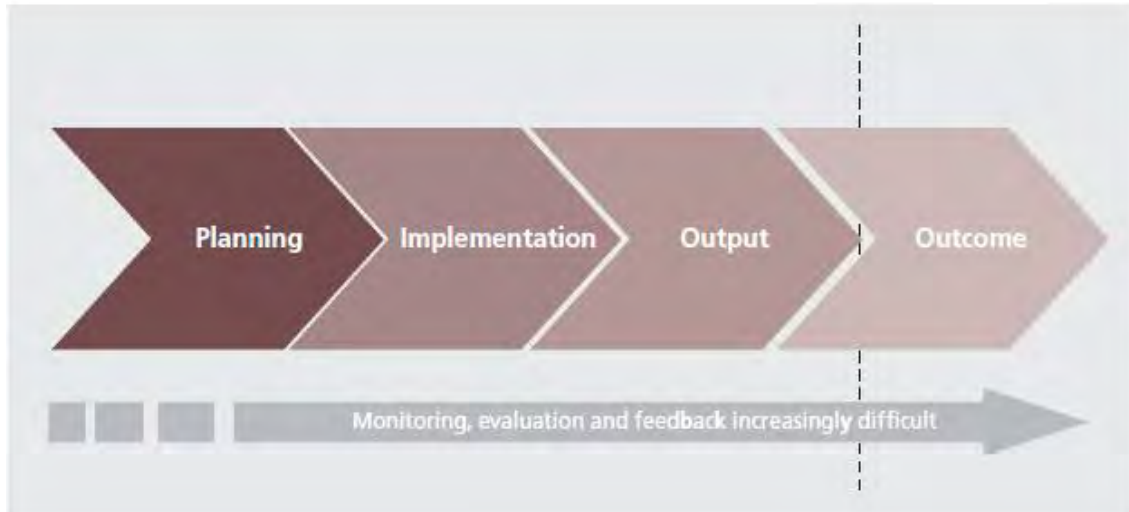 Planning
Implementation
Output
Outcome
Monitoring, evaluation and feedback increasingly difficult